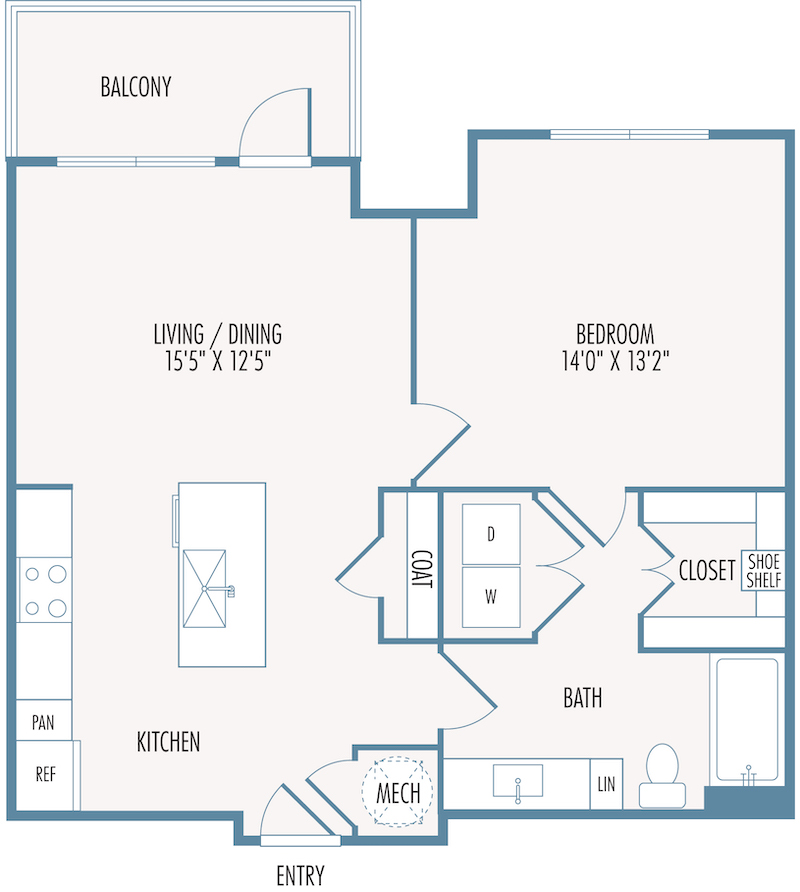 BALCONY
LIVING / DINING
15'5" X 12'5"
BEDROOM
14'0" X 13'2"
COAT
D
W
CLOSET
SHOE
SHELF
PAN
REF
KITCHEN
BATH
MECH
LIN
ENTRY